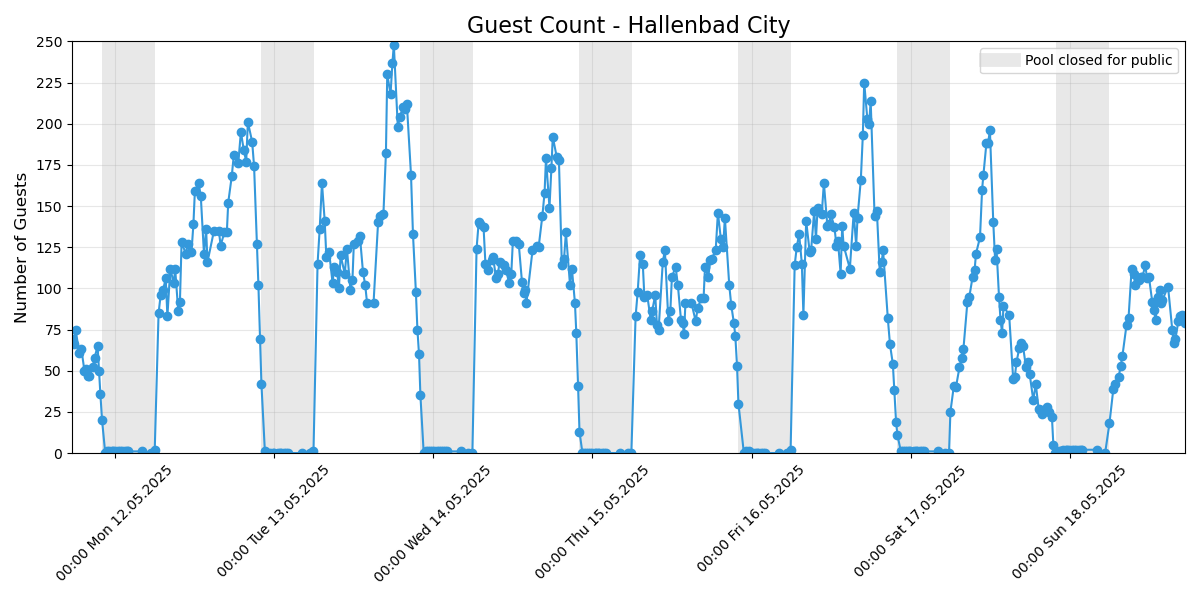 Guest Count - Hallenbad City
Pool closed for public
Number of Guests
250
225
200
175
150
125
100
75
50
25
0
00:00 Mon 12.05.2025
00:00 Tue 13.05.2025
00:00 Wed 14.05.2025
00:00 Thu 15.05.2025
00:00 Fri 16.05.2025
00:00 Sat 17.05.2025
00:00 Sun 18.05.2025